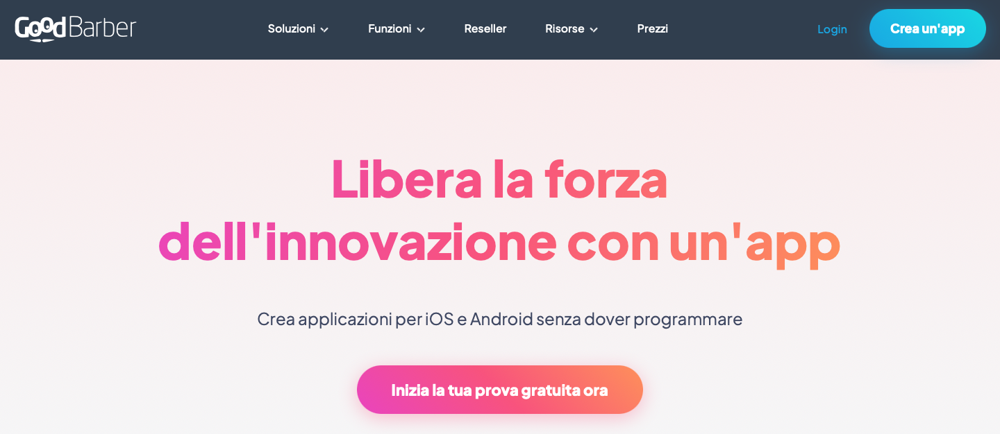 GoodBarber
Soluzioni
Funzioni
Reseller
Risorse
Prezzi
Login
Crea un'app
Libera la forza
dell'innovazione con un'app
Crea applicazioni per iOS e Android senza dover programmare
Inizia la tua prova gratuita ora